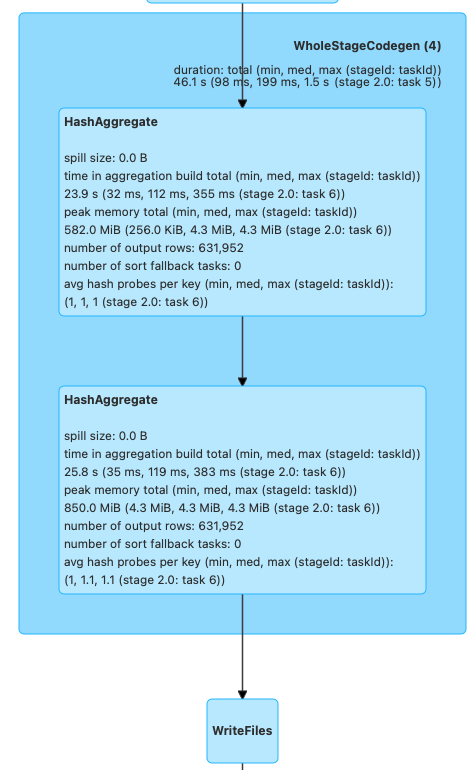 WholeStageCodegen (4)
duration: total (min, med, max (stageId: taskId))
46.1 s (98 ms, 199 ms, 1.5 s (stage 2.0: task 5))
HashAggregate
spill size: 0.0 B
time in aggregation build total (min, med, max (stageId: taskId))
23.9 s (32 ms, 112 ms, 355 ms (stage 2.0: task 6))
peak memory total (min, med, max (stageId: taskId))
582.0 MiB (256.0 KiB, 4.3 MiB, 4.3 MiB (stage 2.0: task 6))
number of output rows: 631,952
number of sort fallback tasks: 0
avg hash probes per key (min, med, max (stageId: taskId)):
(1, 1, 1 (stage 2.0: task 6))
HashAggregate
spill size: 0.0 B
time in aggregation build total (min, med, max (stageId: taskId))
25.8 s (35 ms, 119 ms, 383 ms (stage 2.0: task 6))
peak memory total (min, med, max (stageId: taskId))
850.0 MiB (4.3 MiB, 4.3 MiB, 4.3 MiB (stage 2.0: task 6))
number of output rows: 631,952
number of sort fallback tasks: 0
avg hash probes per key (min, med, max (stageId: taskId)):
(1, 1.1, 1.1 (stage 2.0: task 6))
WriteFiles